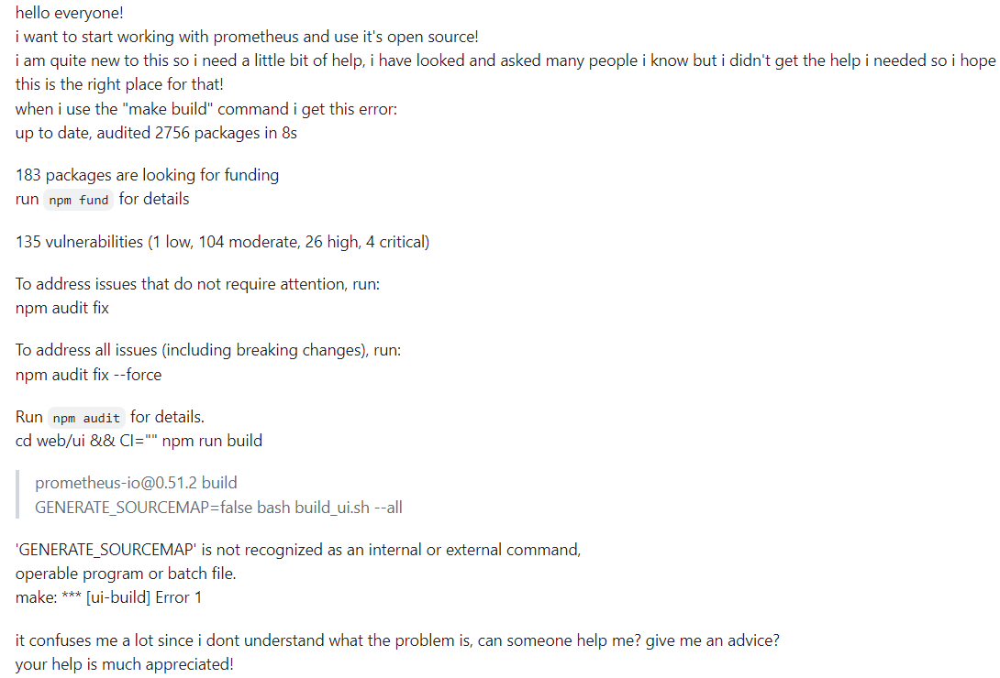 hello everyone!
i want to start working with prometheus and use it's open source!
i am quite new to this so i need a little bit of help, i have looked and asked many people i know but i didn't get the help i needed so i hope
this is the right place for that!
when i use the "make build" command i get this error:
up to date, audited 2756 packages in 8s
183 packages are looking for funding
run npm fund for details
135 vulnerabilities (1 low, 104 moderate, 26 high, 4 critical)
To address issues that do not require attention, run:
npm audit fix
To address all issues (including breaking changes), run:
npm audit fix --force
Run npm audit for details.
cd web/ui && CI="" npm run build
prometheus-io@0.51.2 build
GENERATE_SOURCEMAP=false bash build_ui.sh --all
'GENERATE_SOURCEMAP' is not recognized as an internal or external command,
operable program or batch file.
make: *** [ui-build] Error 1
it confuses me a lot since i dont understand what the problem is, can someone help me? give me an advice?
your help is much appreciated!